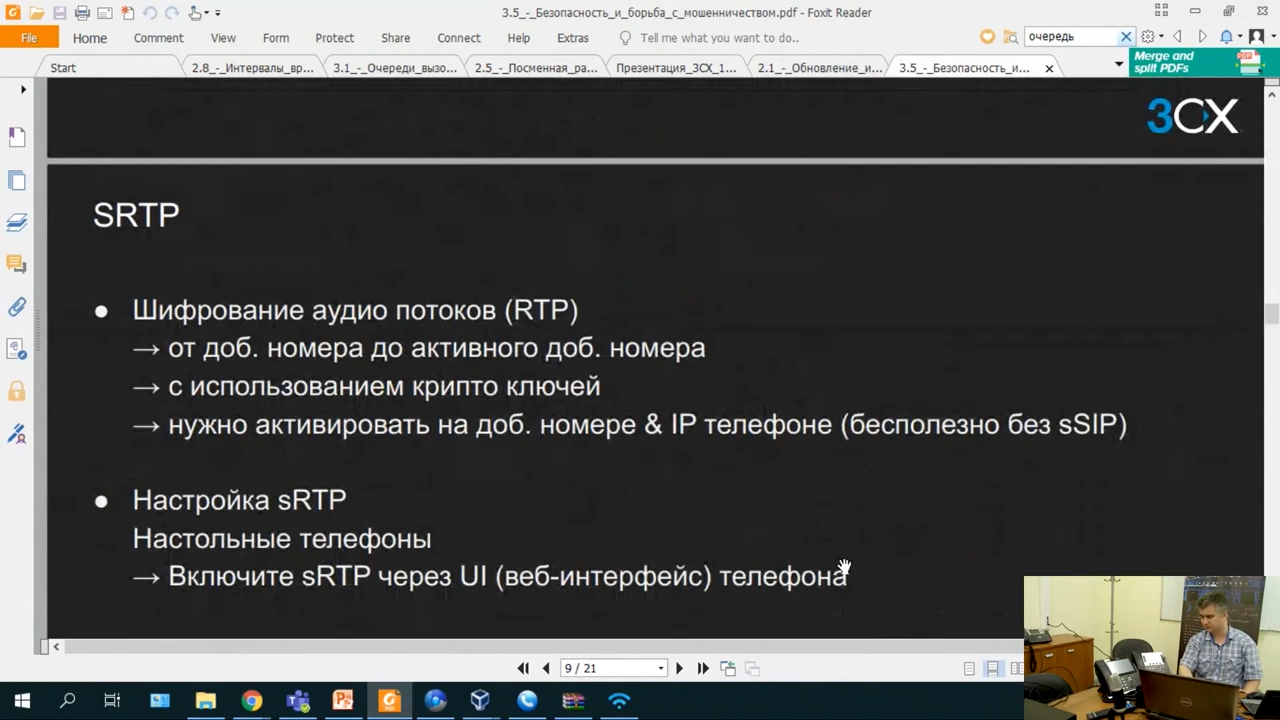 3.5_-_Безопасность_и_борьба_с_мошенничеством.pdf - Foxit Reader
File Home Comment View Form Protect Share Connect Help Extras Tell me what you want to do.. очередь
Start 2.8_-_Интервалы_вр... 3.1_-_Очереди_вызо... 2.5_-_Посменная_ра... Презентация_3CX_1... 2.1_-_Обновление_и... 3.5_-_Безопасность_и...
Merge and
split PDFs
PDF
3CX
SRTP
● Шифрование аудио потоков (RTP)
→ от доб. номера до активного доб. номера
→ с использованием крипто ключей
→ нужно активировать на доб. номере & IP телефоне (бесполезно без sSIP)
● Настройка sRTP
Настольные телефоны
→ Включите sRTP через UI (веб-интерфейс) телефона
9 / 21